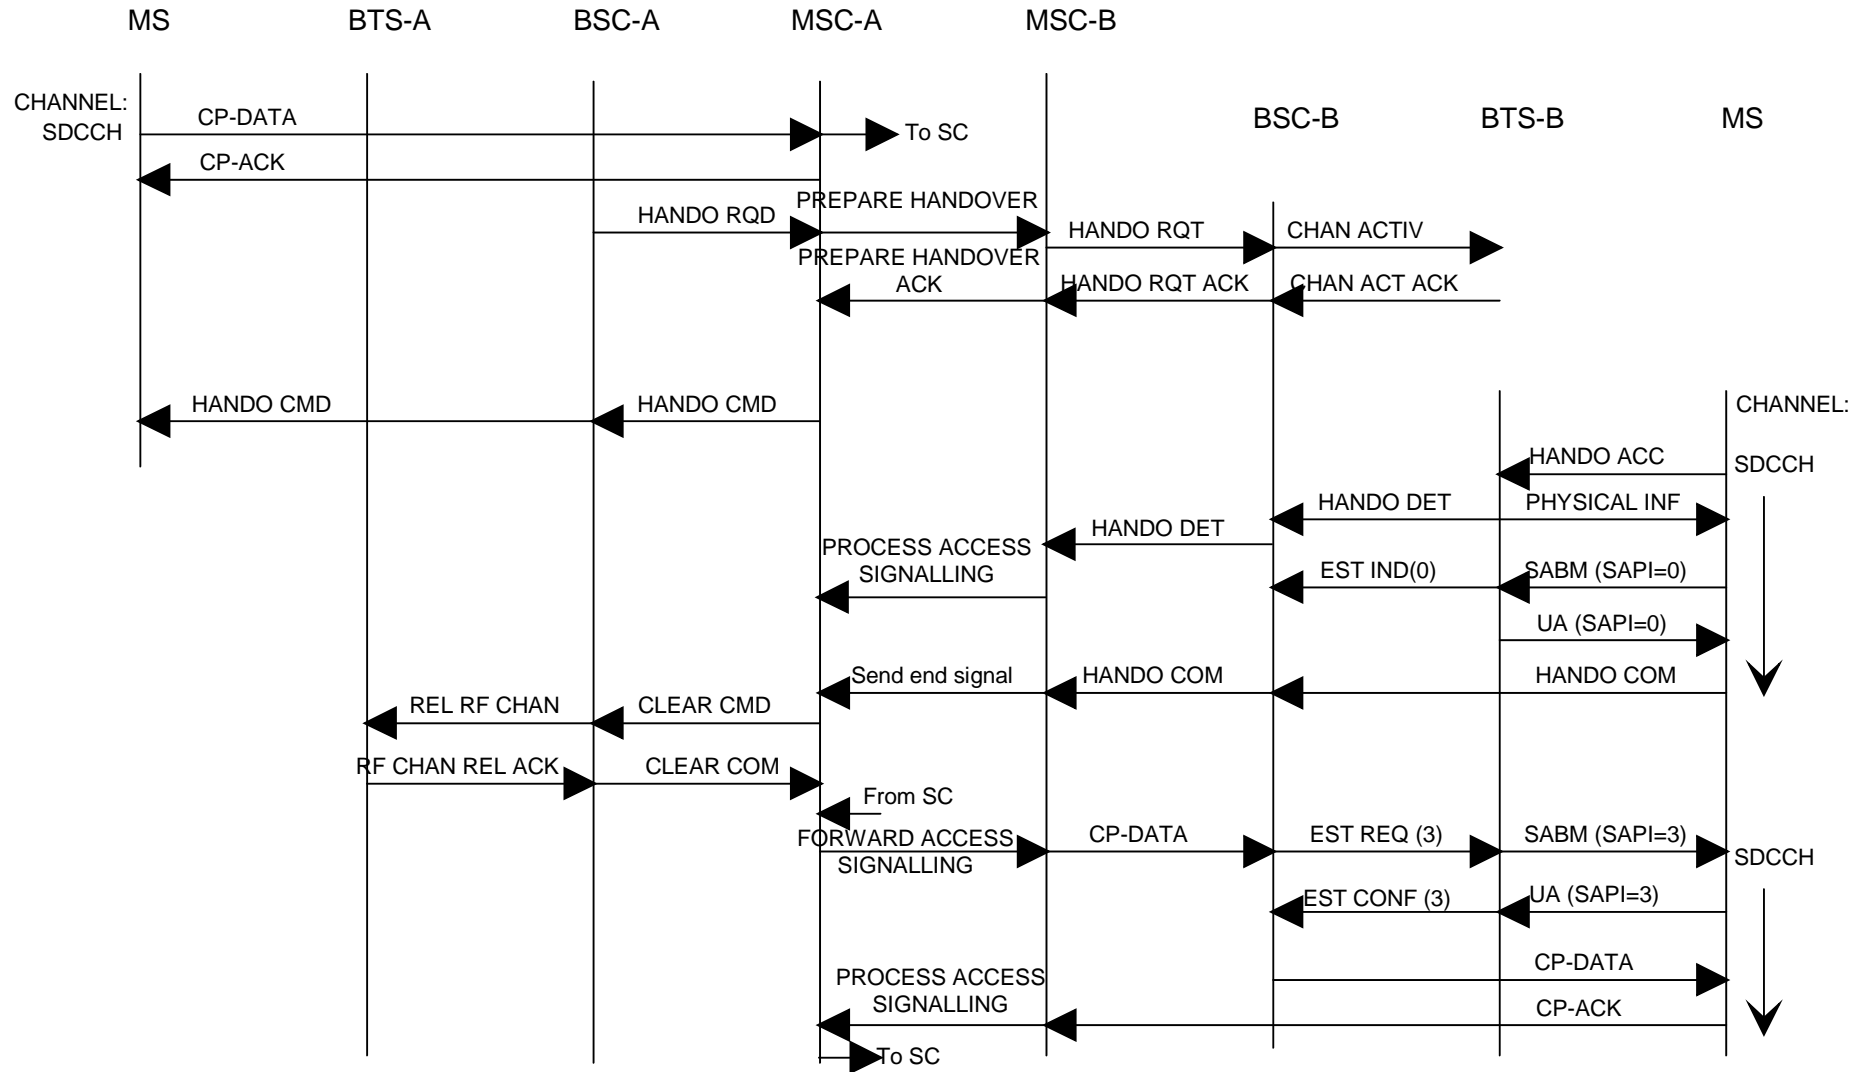 MS BTS-A BSC-A MSC-A MSC-B
CHANNEL:
SDCCH
CP-DATA
To SC
BSC-B BTS-B MS
CP-ACK
PREPARE HANDOVER
HANDO RQD
HANDO RQT
CHAN ACTIV
PREPARE HANDOVER
ACK
HANDO RQT ACK
CHAN ACT ACK
HANDO CMD
HANDO CMD
CHANNEL:
HANDO ACC
SDCCH
HANDO DET
PHYSICAL INF
HANDO DET
PROCESS ACCESS
SIGNALLING
EST IND(0)
SABM (SAPI=0)
UA (SAPI=0)
Send end signal
HANDO COM
HANDO COM
REL RF CHAN
CLEAR CMD
RF CHAN REL ACK
CLEAR COM
From SC
FORWARD ACCESS
SIGNALLING
CP-DATA
EST REQ (3)
SABM (SAPI=3)
SDCCH
EST CONF (3)
UA (SAPI=3)
CP-DATA
PROCESS ACCESS
SIGNALLING
CP-ACK
To SC